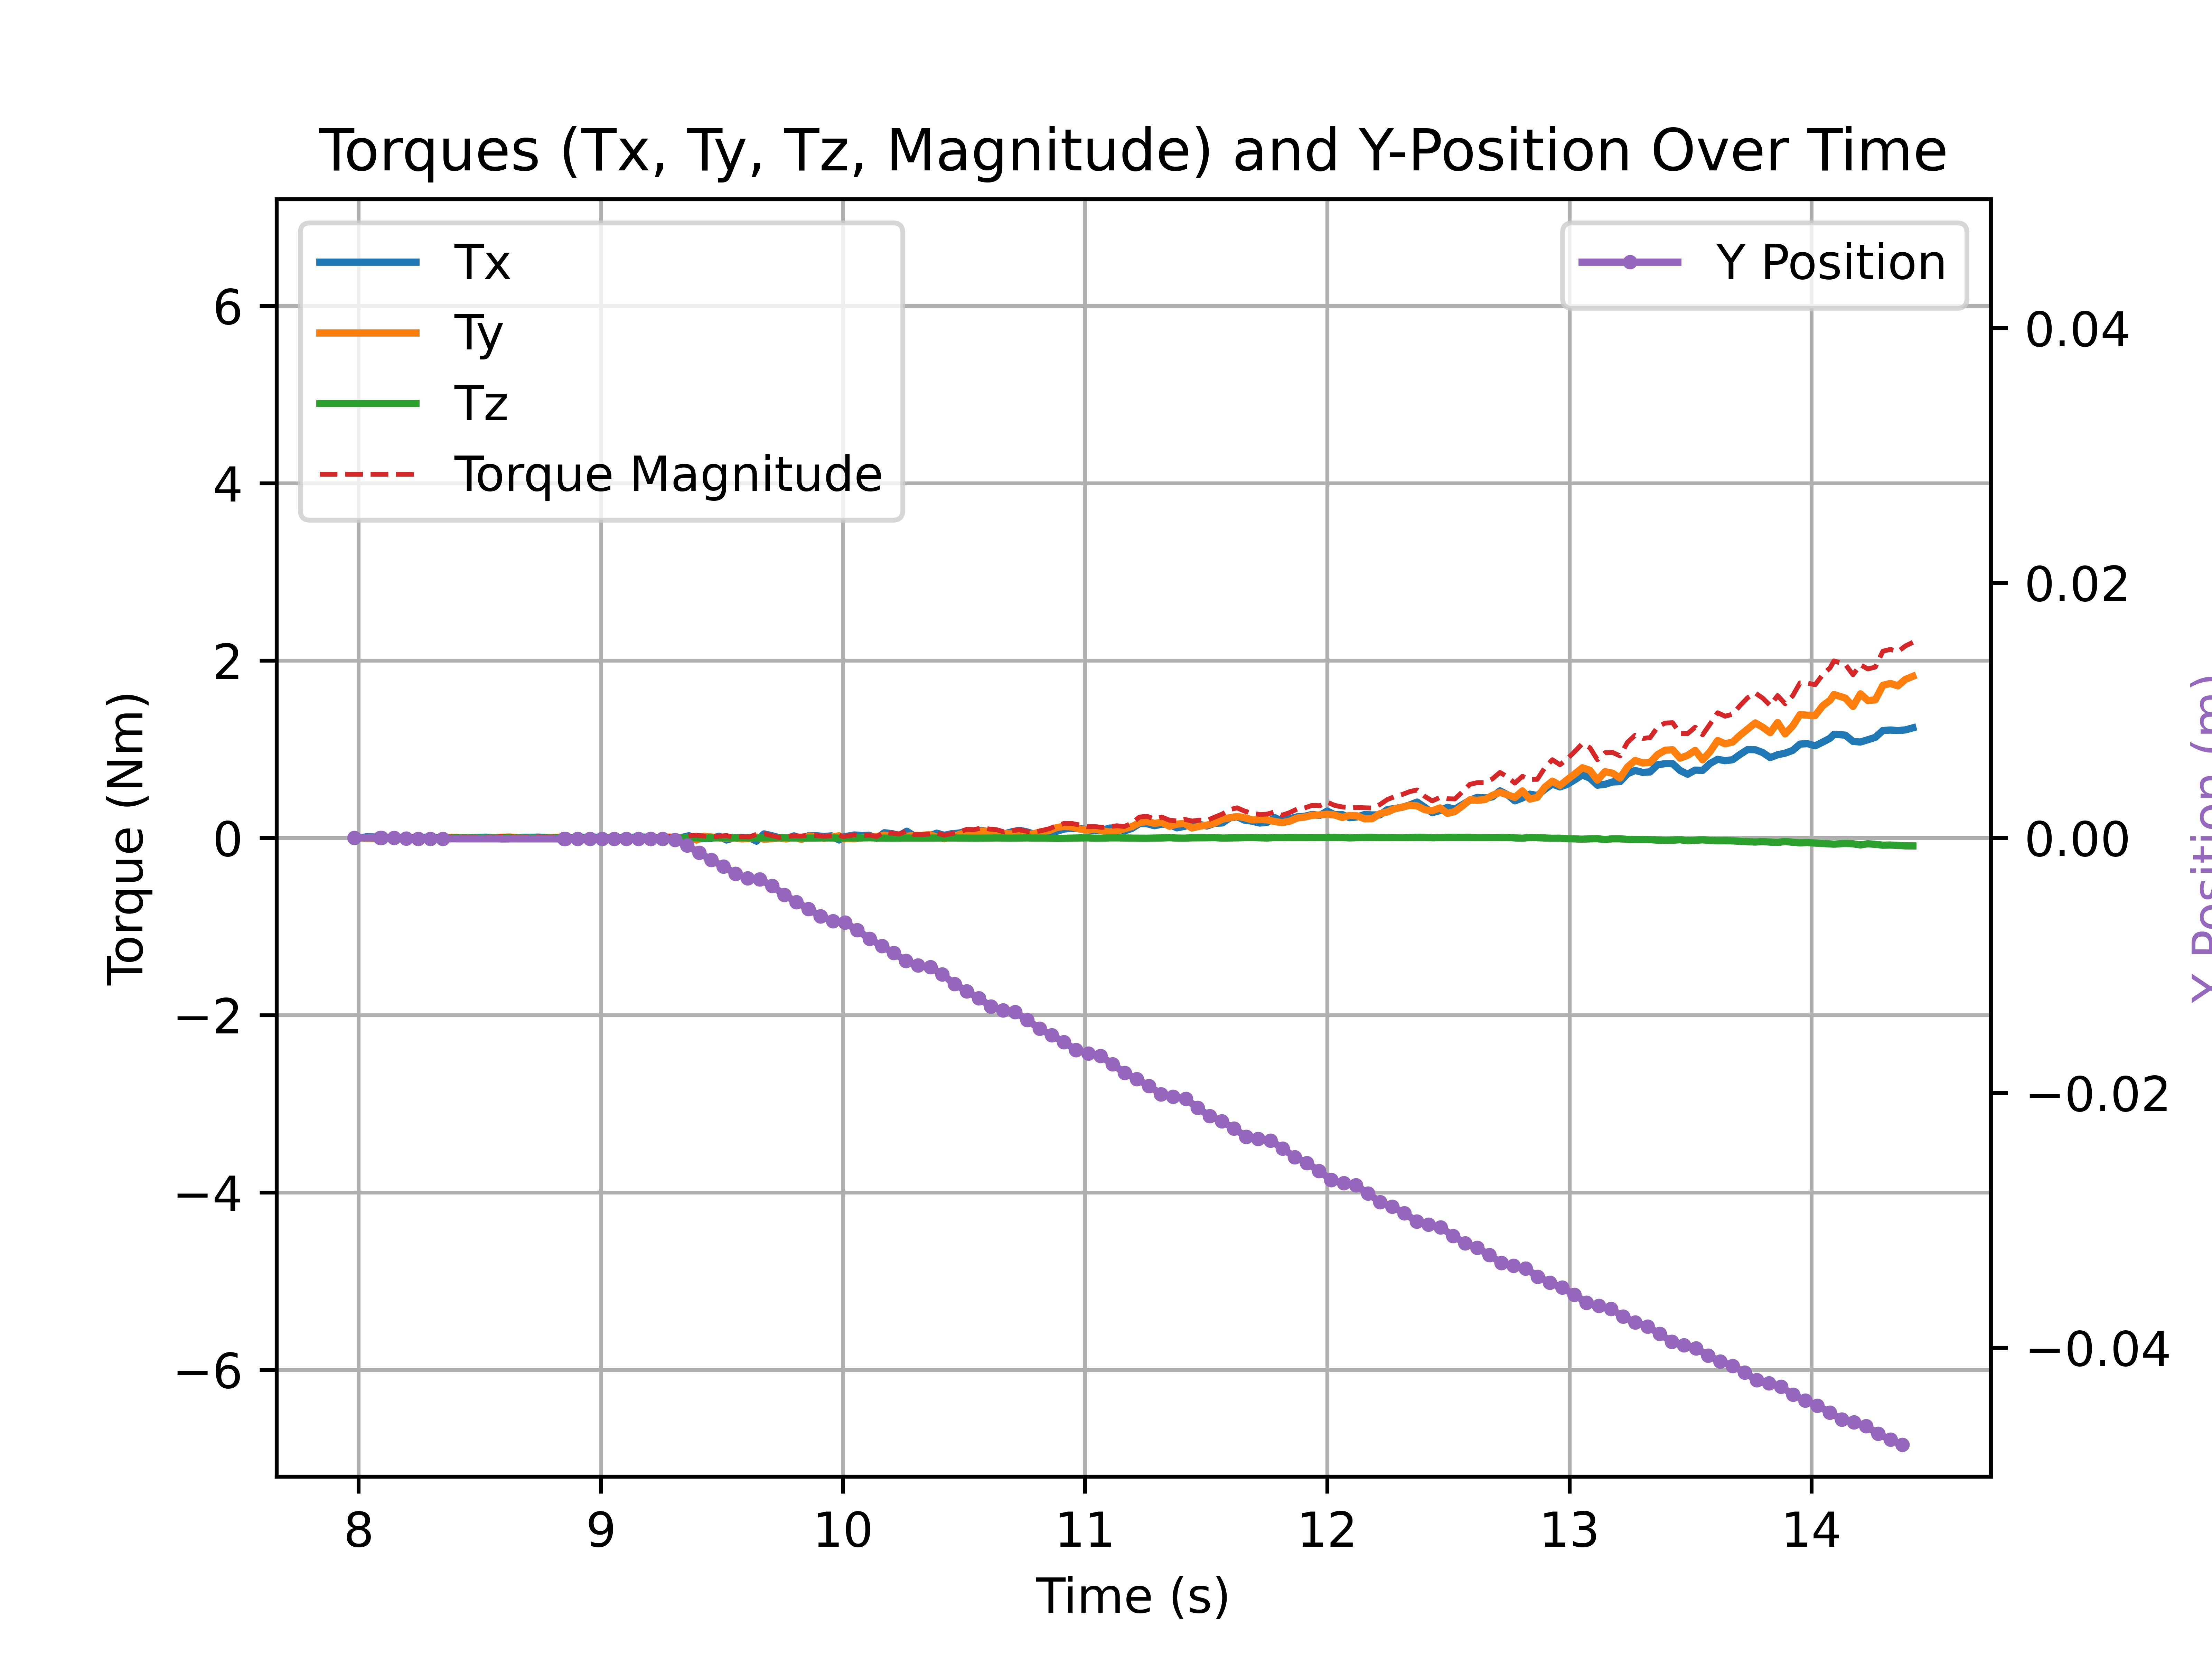 Torques (Tx, Ty, Tz, Magnitude) and Y-Position Over Time
Tx
Ty
Tz
Torque Magnitude
Y Position
6
4
2
0
−2
−4
−6
Torque (Nm)
0.04
0.02
0.00
−0.02
−0.04
Y Position (m)
8 9 10 11 12 13 14
Time (s)